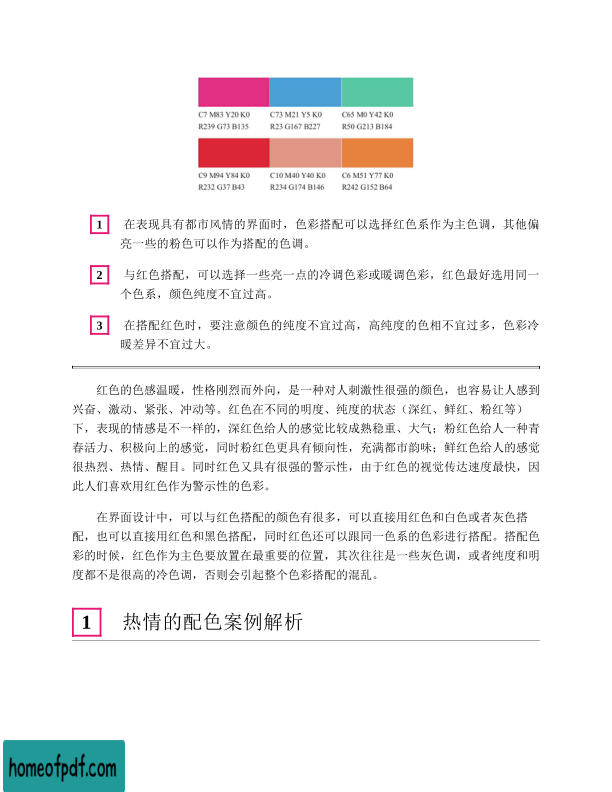 C7 M83 Y20 K0 C73 M21 Y5 K0 C65 M0 Y42 K0
R239 G73 B135 R23 G167 B227 R50 G213 B184
C9 M94 Y84 K0 C10 M40 Y40 K0 C6 M51 Y77 K0
R232 G37 B43 R234 G174 B146 R242 G152 B64
1 在表现具有都市风情的界面时，色彩搭配可以选择红色系作为主色调，其他偏
亮一些的粉色可以作为搭配的色调。
2 与红色搭配，可以选择一些亮一点的冷调色彩或暖调色彩，红色最好选用同一
个色系，颜色纯度不宜过高。
3 在搭配红色时，要注意颜色的纯度不宜过高，高纯度的色相不宜过多，色彩冷
暖差异不宜过大。
红色的色感温暖，性格刚烈而外向，是一种对人刺激性很强的颜色，也容易让人感到
兴奋、激动、紧张、冲动等。红色在不同的明度、纯度的状态（深红、鲜红、粉红等）
下，表现的情感是不一样的，深红色给人的感觉比较成熟稳重、大气；粉红色给人一种青
春活力、积极向上的感觉，同时粉红色更具有倾向性，充满都市韵味；鲜红色给人的感觉
很热烈、热情、醒目。同时红色又具有很强的警示性，由于红色的视觉传达速度最快，因
此人们喜欢用红色作为警示性的色彩。
在界面设计中，可以与红色搭配的颜色有很多，可以直接用红色和白色或者灰色搭
配，也可以直接用红色和黑色搭配，同时红色还可以跟同一色系的色彩进行搭配。搭配色
彩的时候，红色作为主色要放置在最重要的位置，其次往往是一些灰色调，或者纯度和明
度都不是很高的冷色调，否则会引起整个色彩搭配的混乱。
1 热情的配色案例解析
homeofpdf.com